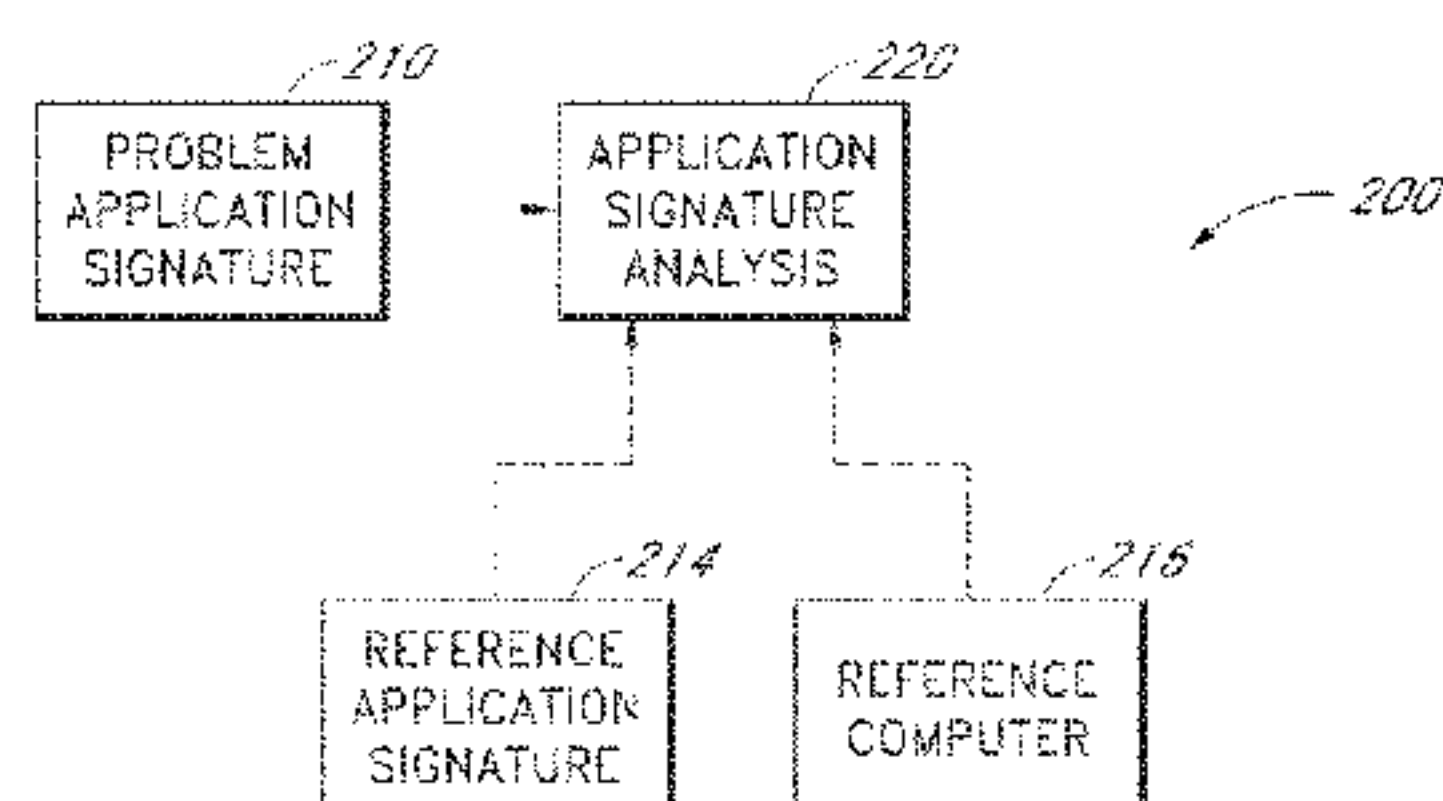 210
PROBLEM
APPLICATION
SIGNATURE
220
APPLICATION
SIGNATURE
ANALYSIS
200
214
REFERENCE
APPLICATION
SIGNATURE
216
REFERENCE
COMPUTER